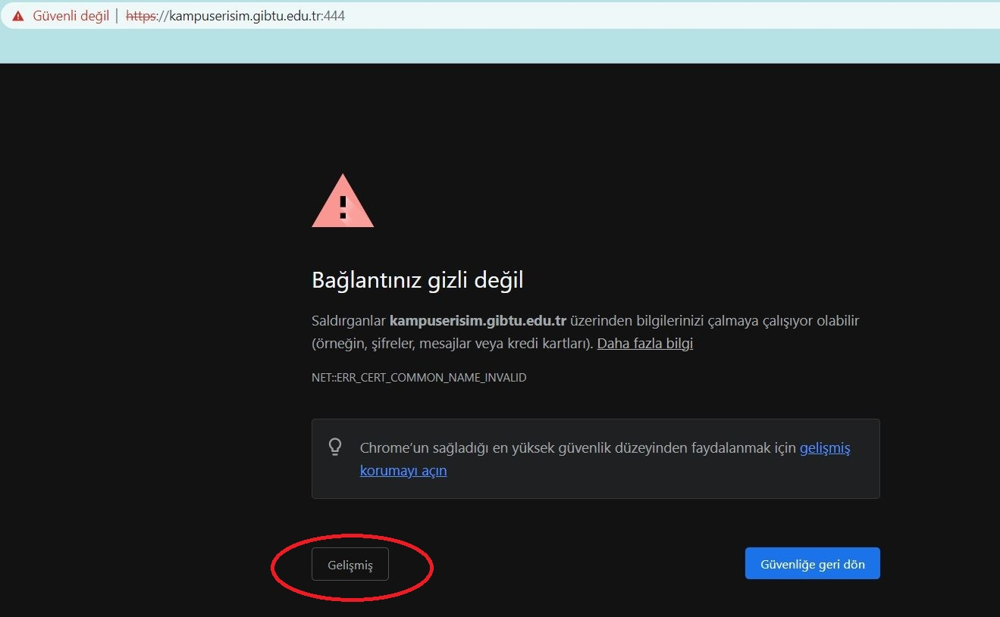 Güvenli değil | https://kampuserisim.gibtu.edu.tr:444
Bağlantınız gizli değil
Saldırganlar kampuserisim.gibtu.edu.tr üzerinden bilgilerinizi çalmaya çalışıyor olabilir
(örneğin, şifreler, mesajlar veya kredi kartları). Daha fazla bilgi
NET::ERR_CERT_COMMON_NAME_INVALID
Chrome’un sağladığı en yüksek güvenlik düzeyinden faydalanmak için gelişmiş
korumayı açın
Gelişmiş
Güvenliğe geri dön